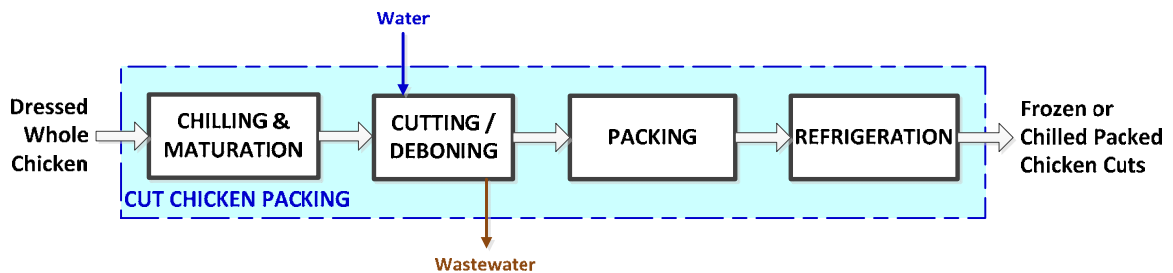 Water
Dressed
Whole
Chicken
CHILLING &
MATURATION
CUTTING /
DEBONING
PACKING
REFRIGERATION
Frozen or
Chilled Packed
Chicken Cuts
CUT CHICKEN PACKING
Wastewater